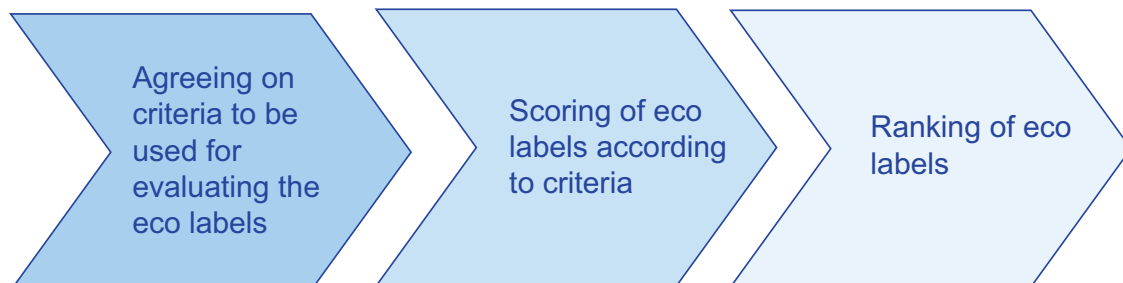 Agreeing on
criteria to be
used for
evaluating the
eco labels
Scoring of eco
labels according
to criteria
Ranking of eco
labels